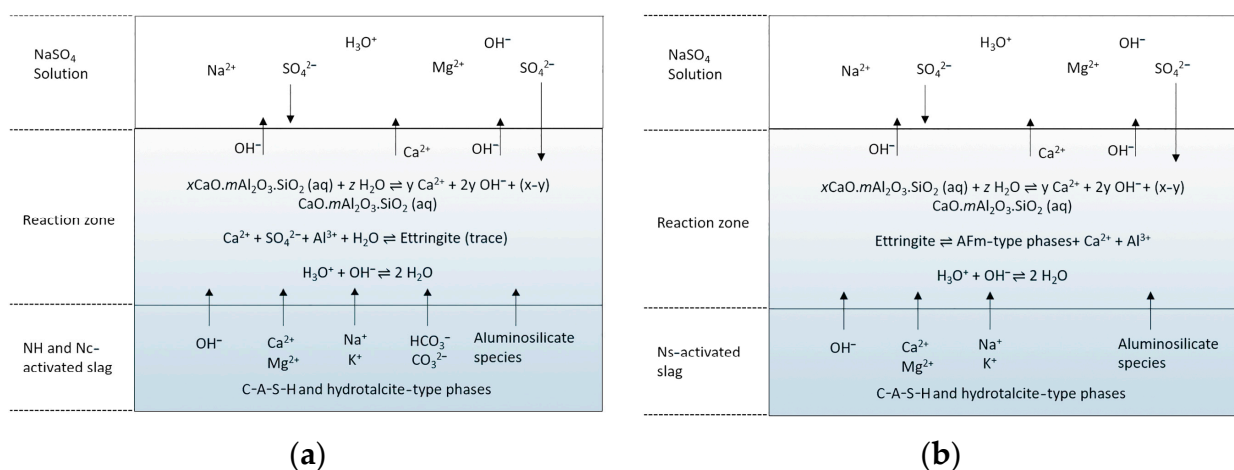 NaSO₄
Solution
Na²⁺
SO₄²⁻
H₃O⁺
Mg²⁺
OH⁻
SO₄²⁻
OH⁻
Ca²⁺
OH⁻
Reaction zone
xCaO.mAl₂O₃.SiO₂ (aq) + z H₂O ⇌ y Ca²⁺ + 2y OH⁻ + (x-y)
CaO.mAl₂O₃.SiO₂ (aq)
Ca²⁺ + SO₄²⁻ + Al³⁺ + H₂O ⇌ Ettringite (trace)
H₃O⁺ + OH⁻ ⇌ 2 H₂O
NH and Nc-
activated slag
OH⁻
Ca²⁺
Mg²⁺
Na⁺
K⁺
HCO₃⁻
CO₃²⁻
Aluminosilicate
species
C-A-S-H and hydrotalcite-type phases
(a)
NaSO₄
Solution
Na²⁺
SO₄²⁻
H₃O⁺
Mg²⁺
OH⁻
SO₄²⁻
OH⁻
Ca²⁺
OH⁻
Reaction zone
xCaO.mAl₂O₃.SiO₂ (aq) + z H₂O ⇌ y Ca²⁺ + 2y OH⁻ + (x-y)
CaO.mAl₂O₃.SiO₂ (aq)
Ettringite ⇌ AFm-type phases+ Ca²⁺ + Al³⁺
H₃O⁺ + OH⁻ ⇌ 2 H₂O
Ns-activated
slag
OH⁻
Ca²⁺
Mg²⁺
Na⁺
K⁺
Aluminosilicate
species
C-A-S-H and hydrotalcite-type phases
(b)